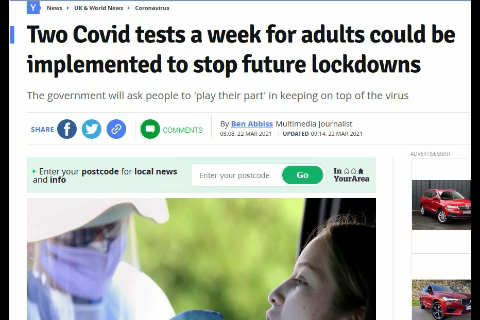 Y News › UK & World News › Coronavirus
Two Covid tests a week for adults could be
implemented to stop future lockdowns
The government will ask people to 'play their part' in keeping on top of the virus
SHARE f COMMENTS
By Ben Abbiss Multimedia Journalist
08:08, 22 MAR 2021 | UPDATED 09:14, 22 MAR 2021
ADVERTISEMENT
Enter your postcode for local news
and info
Enter your postcode Go
In
YourArea